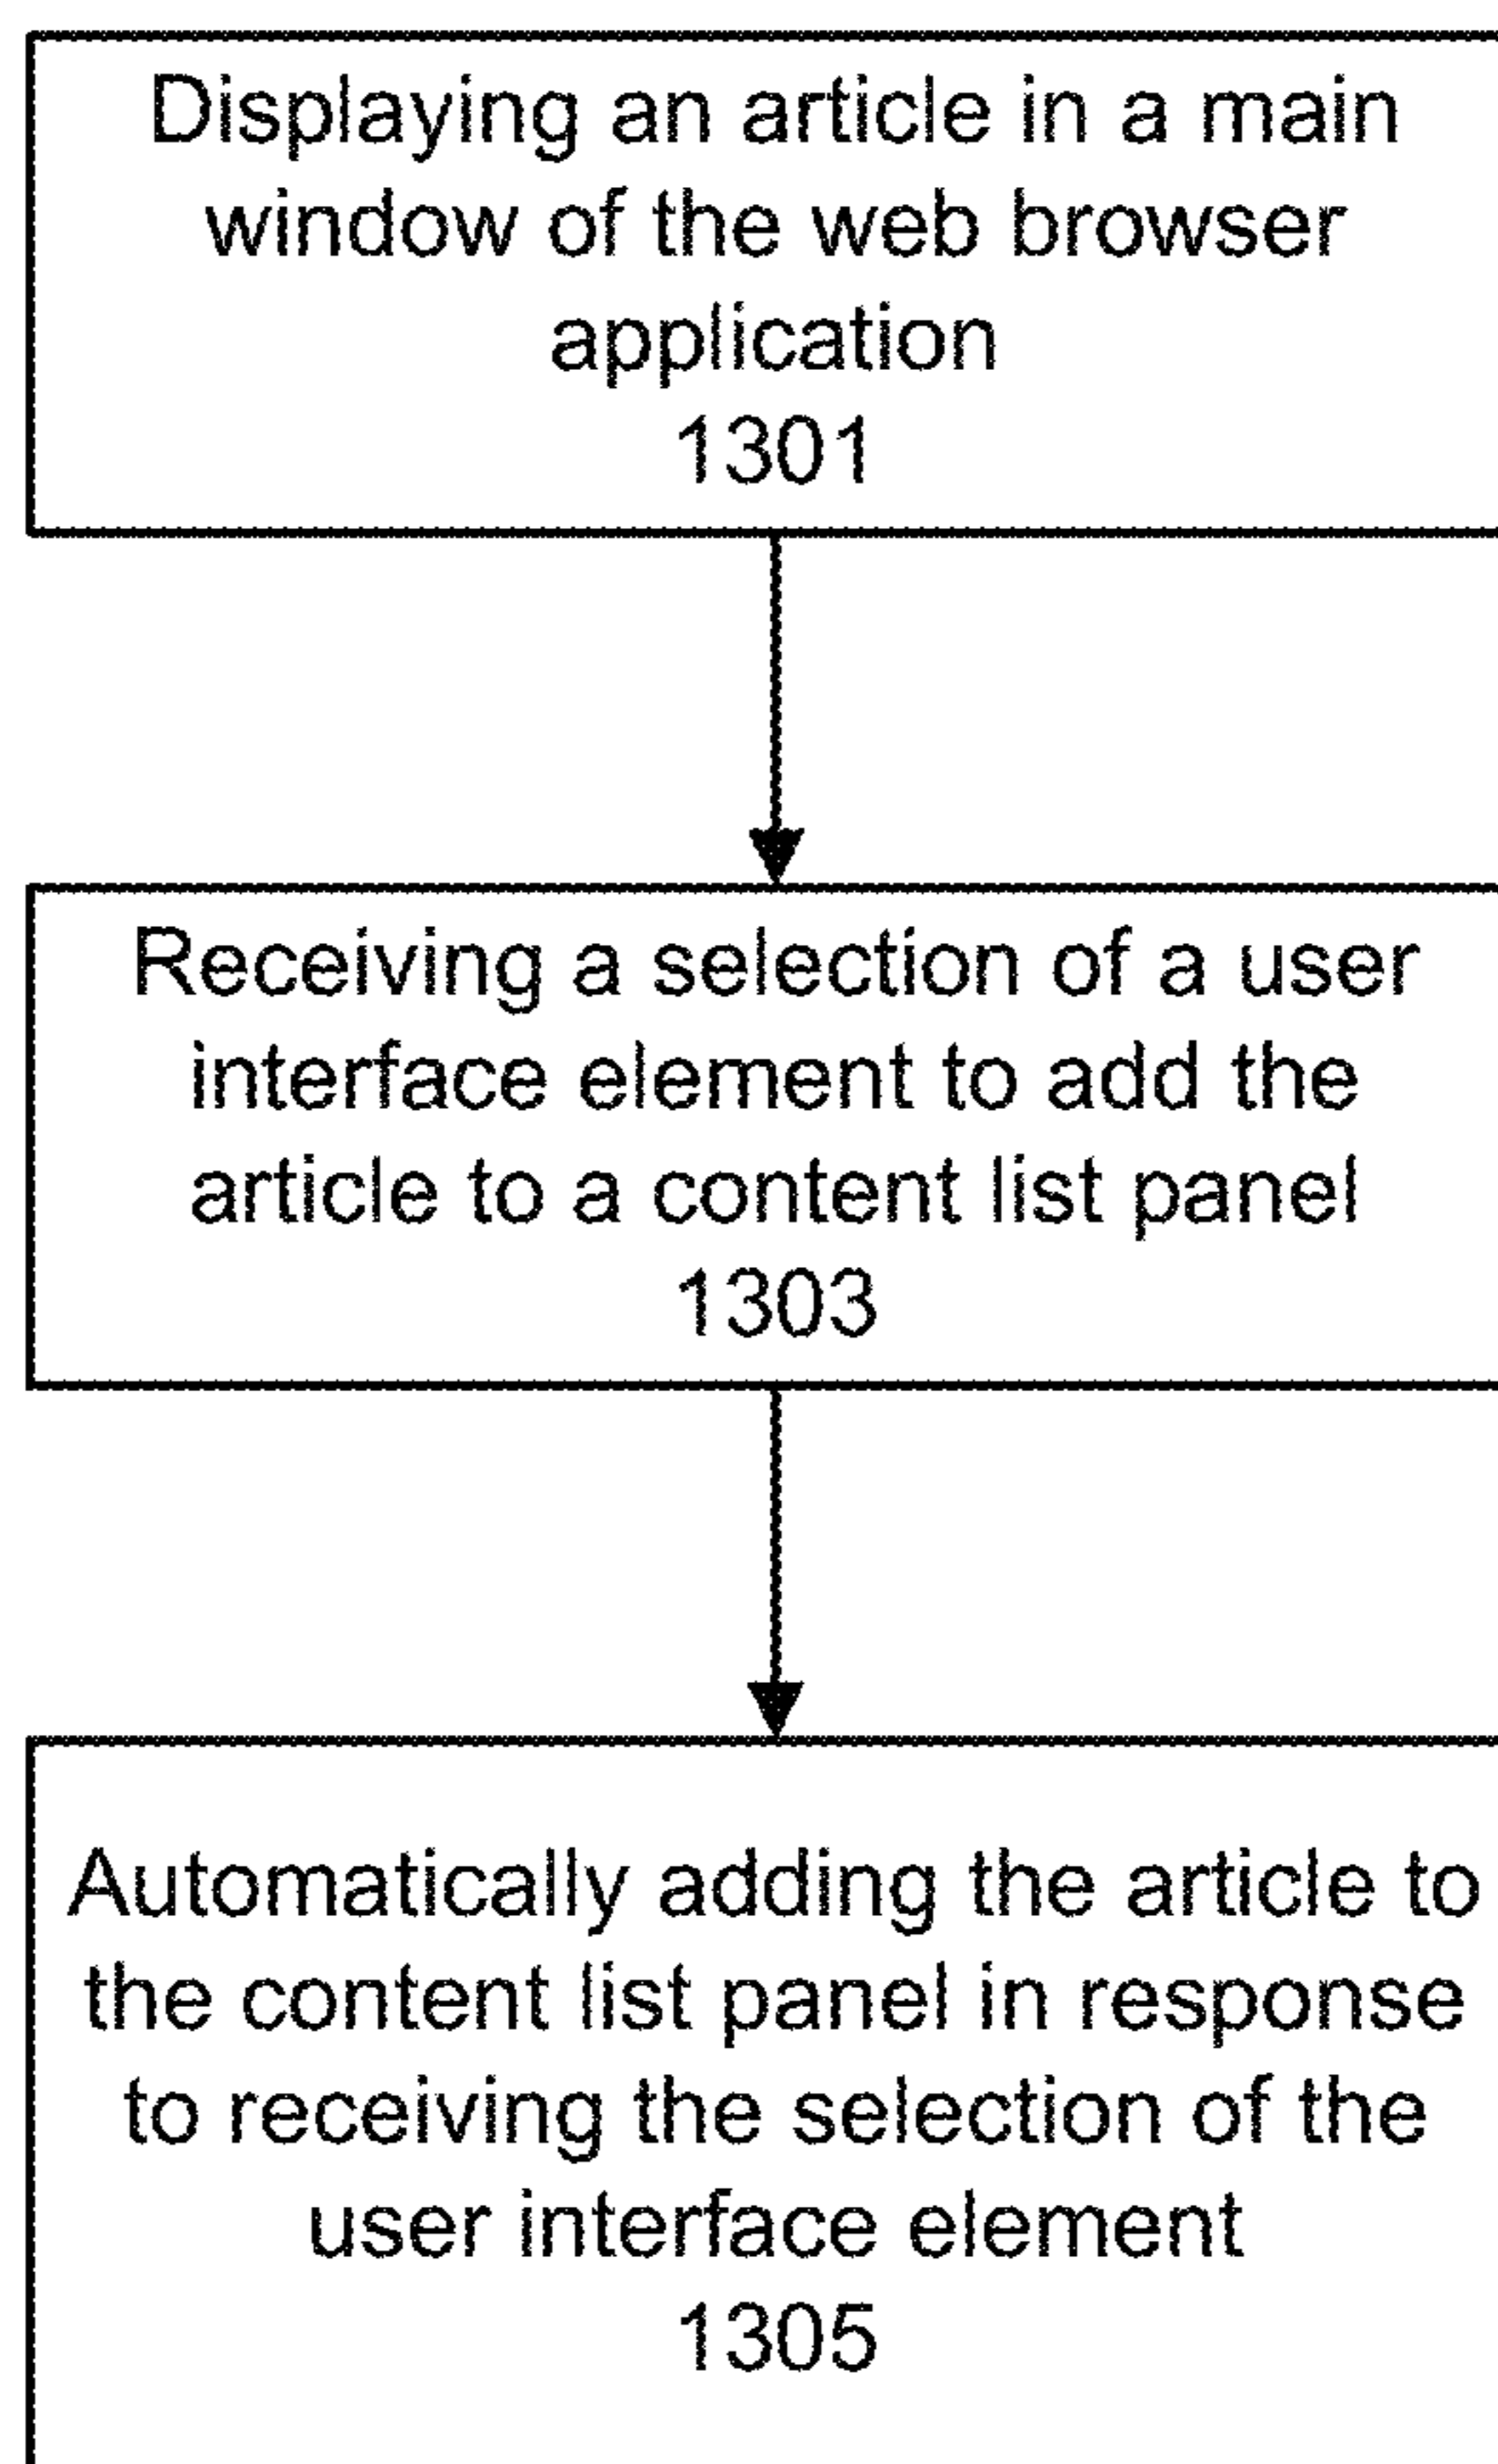 Displaying an article in a main
window of the web browser
application
1301
Receiving a selection of a user
interface element to add the
article to a content list panel
1303
Automatically adding the article to
the content list panel in response
to receiving the selection of the
user interface element
1305